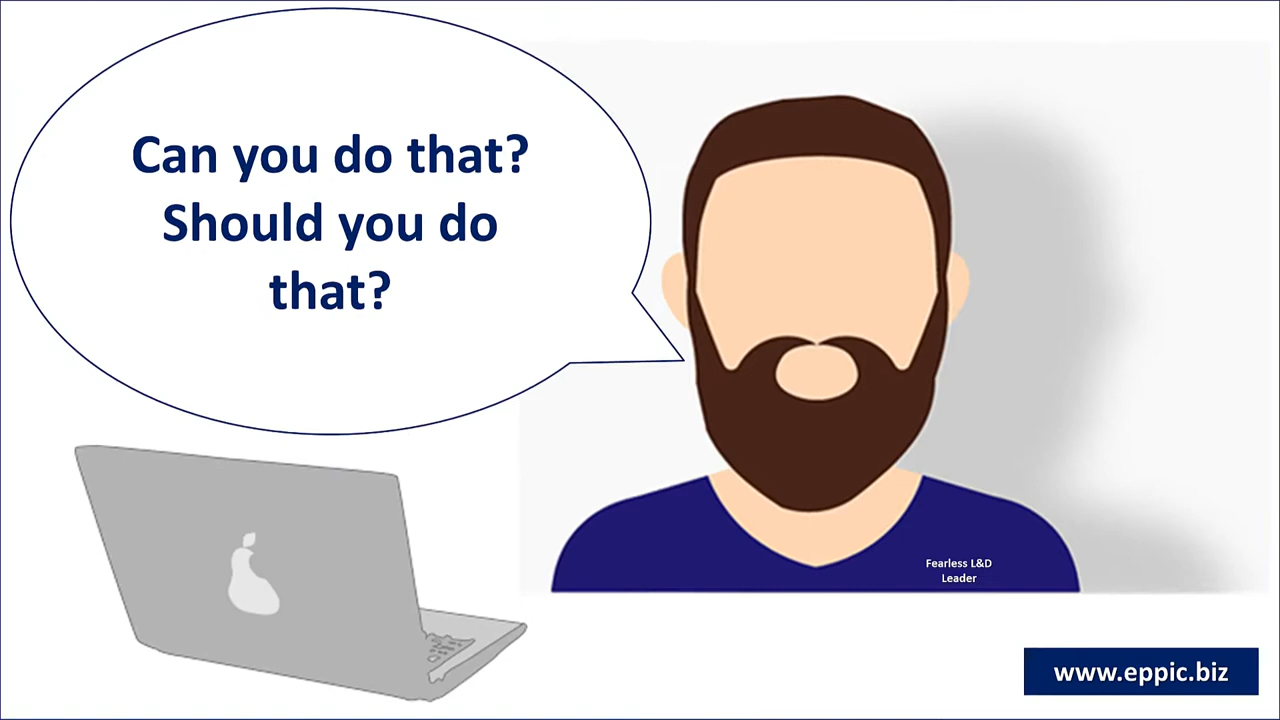 Can you do that?
Should you do
that?
Fearless L&D
Leader
www.eppic.biz